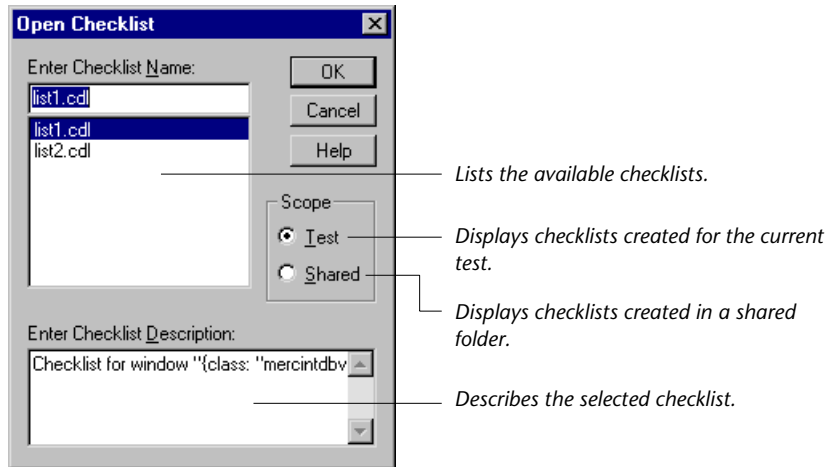 Open Checklist
Enter Checklist Name:
list1.cdl
list1.cdl
list2.cdl
OK
Cancel
Help
Lists the available checklists.
Scope
Test
Displays checklists created for the current
test.
Shared
Displays checklists created in a shared
folder.
Enter Checklist Description:
Checklist for window "{class: "mercintdbv
Describes the selected checklist.